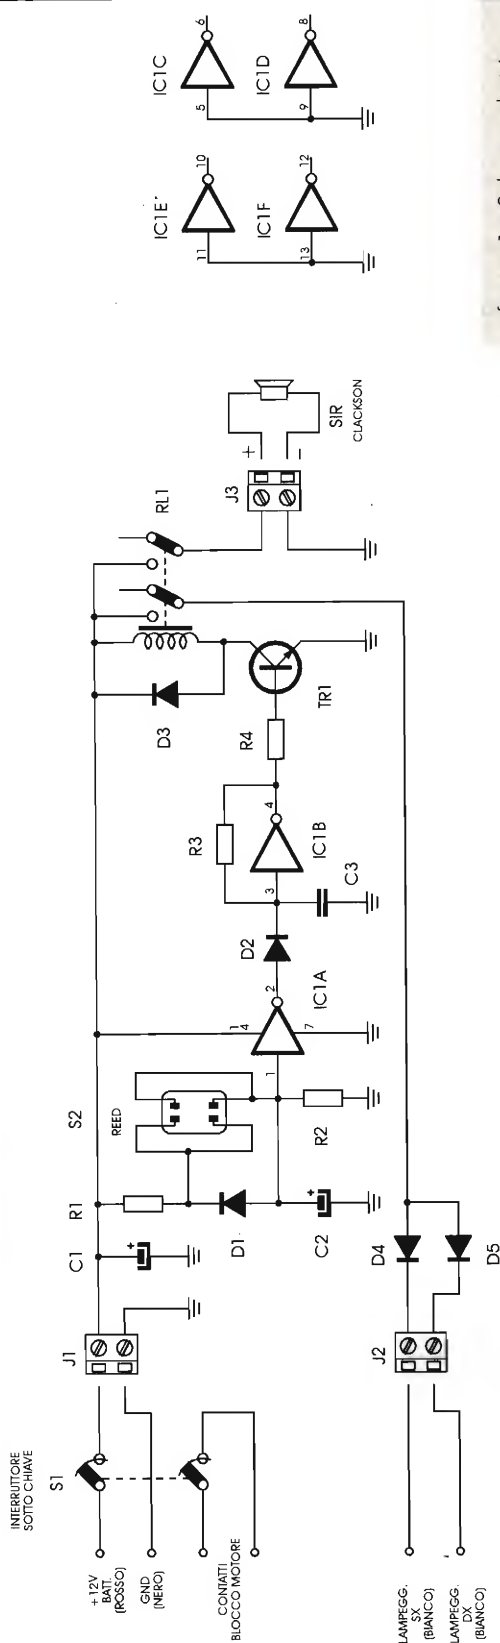 INTERRUTTORE
SOTTO CHIAVE
S1
+12V
BATT.
(ROSSO)
GND
(NERO)
CONTATTI
BLOCCO MOTORE
LAMPEGG.
SX
(BIANCO)
LAMPEGG.
DX
(BIANCO)
J1
J2
C1
+
R1
D1
C2
+
D4
D5
S2
REED
R2
1
14
7
2
IC1A
D2
3
C3
R3
4
IC1B
R4
D3
TR1
RL1
J3
+
-
SIR
CLACKSON
IC1E
11
10
IC1F
13
12
IC1C
5
6
IC1D
9
8